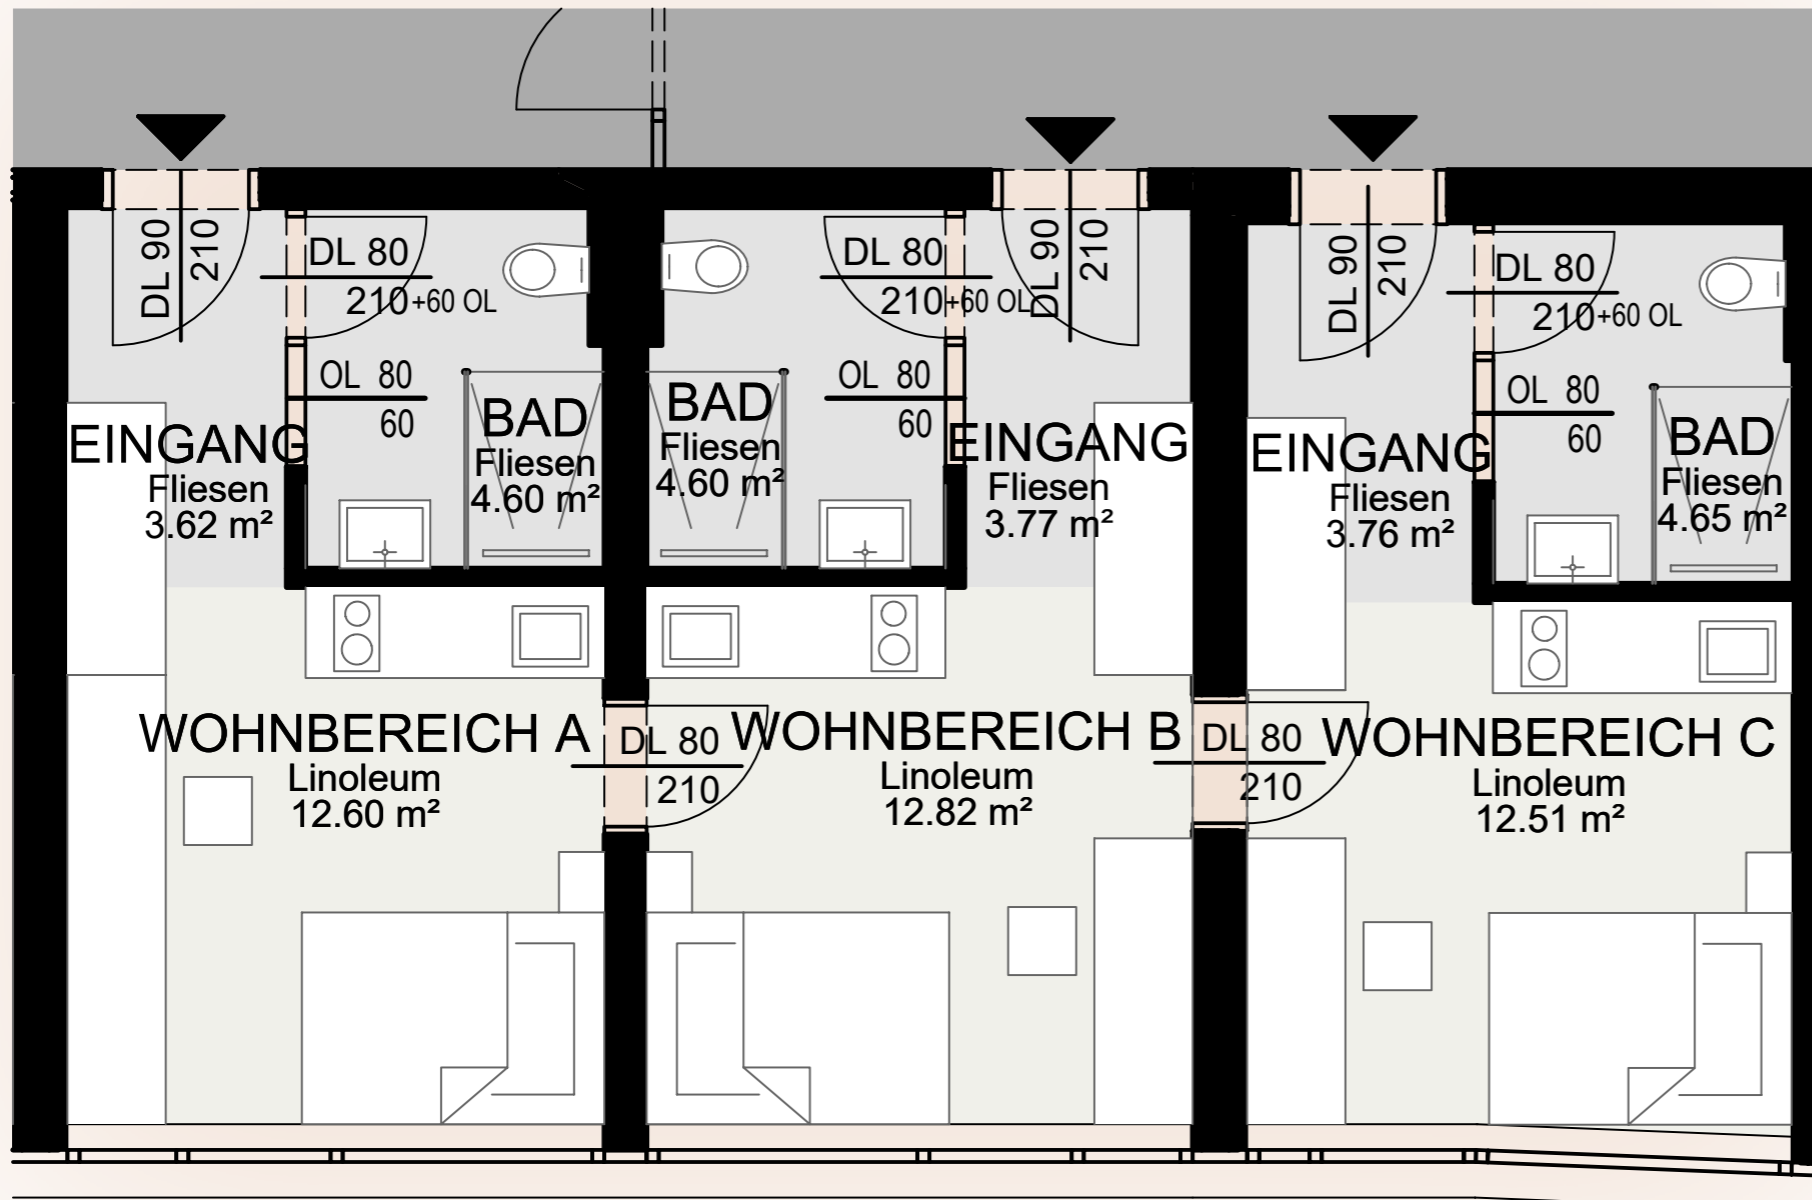 DL 90
210
DL 80
210+60 OL
OL 80
60
EINGANG
Fliesen
3.62 m²
BAD
Fliesen
4.60 m²
WOHNBEREICH A
Linoleum
12.60 m²
DL 80
210
DL 80
210+60 OL
DL 90
210
OL 80
60
BAD
Fliesen
4.60 m²
EINGANG
Fliesen
3.77 m²
WOHNBEREICH B
Linoleum
12.82 m²
DL 80
210
DL 90
210
DL 80
210+60 OL
OL 80
60
EINGANG
Fliesen
3.76 m²
BAD
Fliesen
4.65 m²
WOHNBEREICH C
Linoleum
12.51 m²